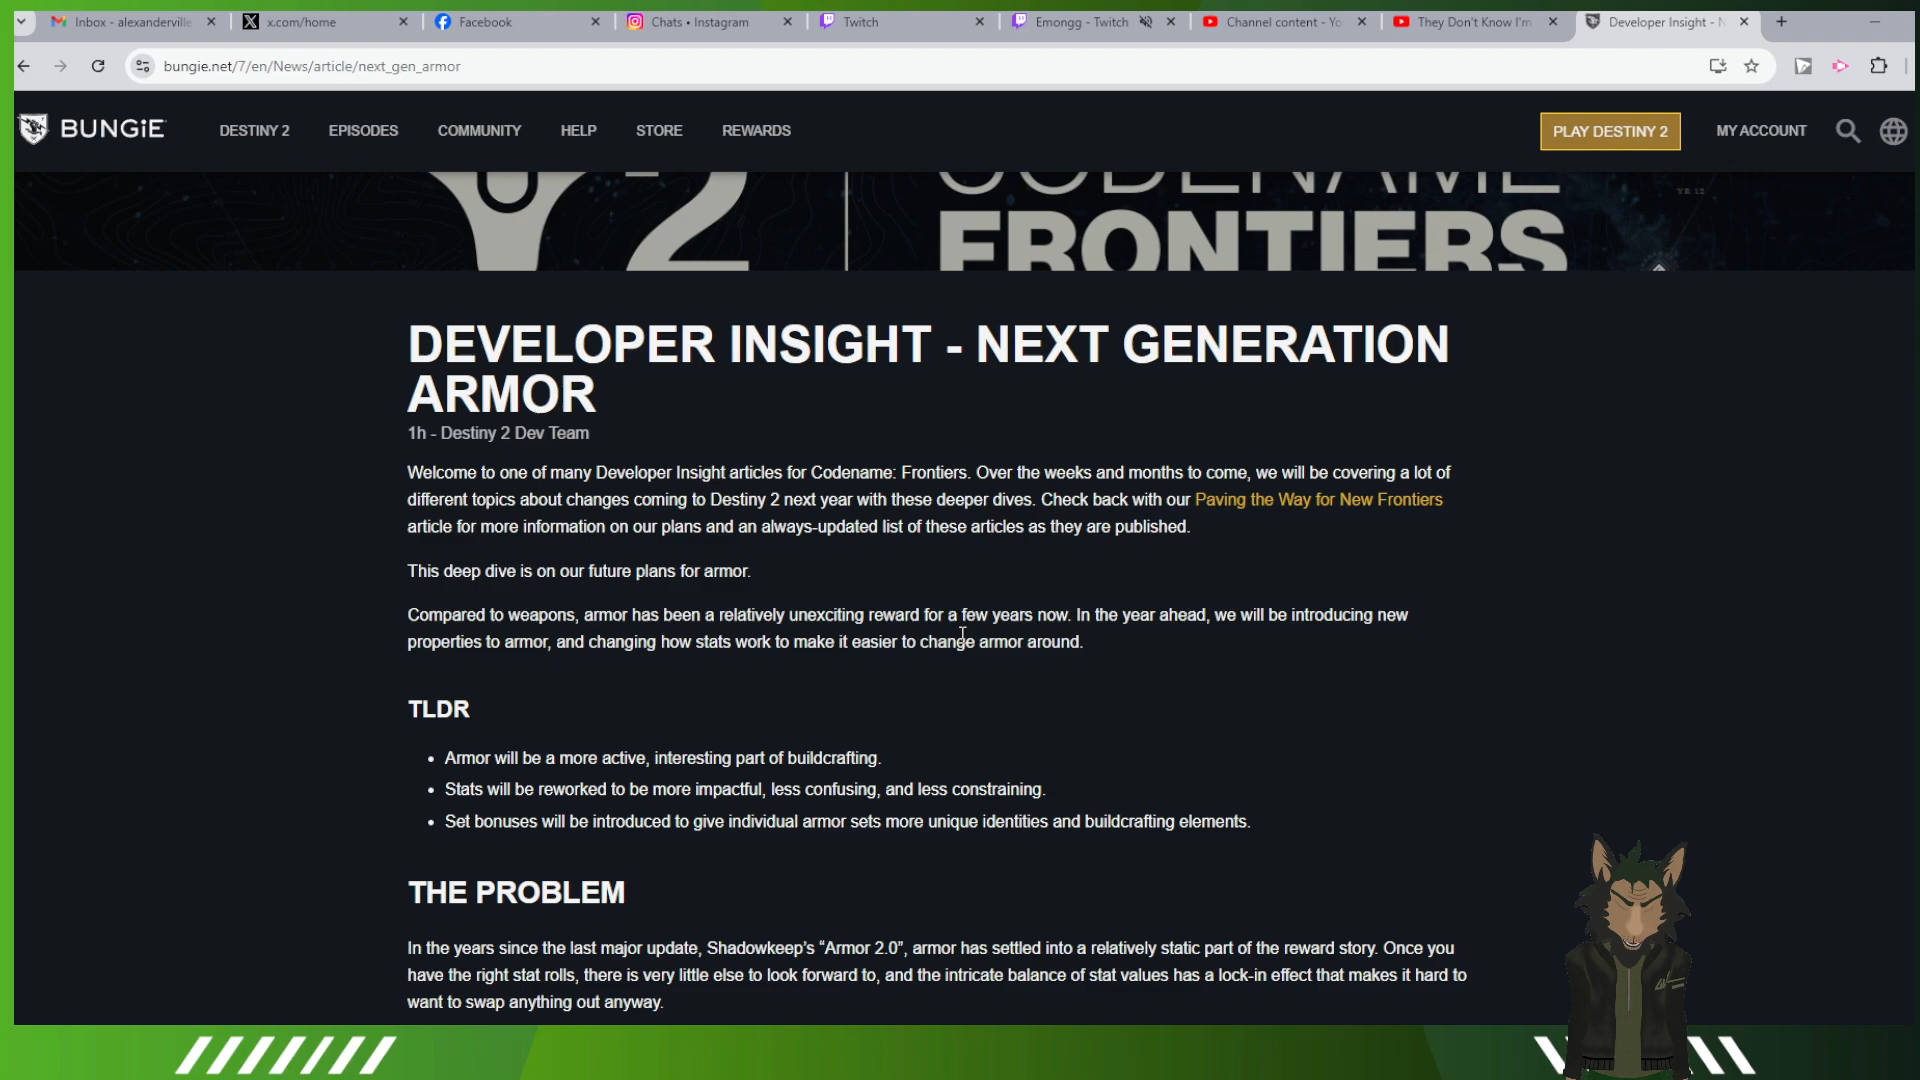 Inbox - alexanderville
x.com/home
Facebook
Chats • Instagram
Twitch
Emongg - Twitch
Channel content - Yo
They Don't Know I'm
Developer Insight - N
bungie.net/7/en/News/article/next_gen_armor
BUNGiE
DESTINY 2
EPISODES
COMMUNITY
HELP
STORE
REWARDS
PLAY DESTINY 2
MY ACCOUNT
2
CODENAME
FRONTIERS
YR 12
DEVELOPER INSIGHT - NEXT GENERATION
ARMOR
1h - Destiny 2 Dev Team
Welcome to one of many Developer Insight articles for Codename: Frontiers. Over the weeks and months to come, we will be covering a lot of
different topics about changes coming to Destiny 2 next year with these deeper dives. Check back with our Paving the Way for New Frontiers
article for more information on our plans and an always-updated list of these articles as they are published.
This deep dive is on our future plans for armor.
Compared to weapons, armor has been a relatively unexciting reward for a few years now. In the year ahead, we will be introducing new
properties to armor, and changing how stats work to make it easier to change armor around.
TLDR
• Armor will be a more active, interesting part of buildcrafting.
• Stats will be reworked to be more impactful, less confusing, and less constraining.
• Set bonuses will be introduced to give individual armor sets more unique identities and buildcrafting elements.
THE PROBLEM
In the years since the last major update, Shadowkeep's “Armor 2.0”, armor has settled into a relatively static part of the reward story. Once you
have the right stat rolls, there is very little else to look forward to, and the intricate balance of stat values has a lock-in effect that makes it hard to
want to swap anything out anyway.